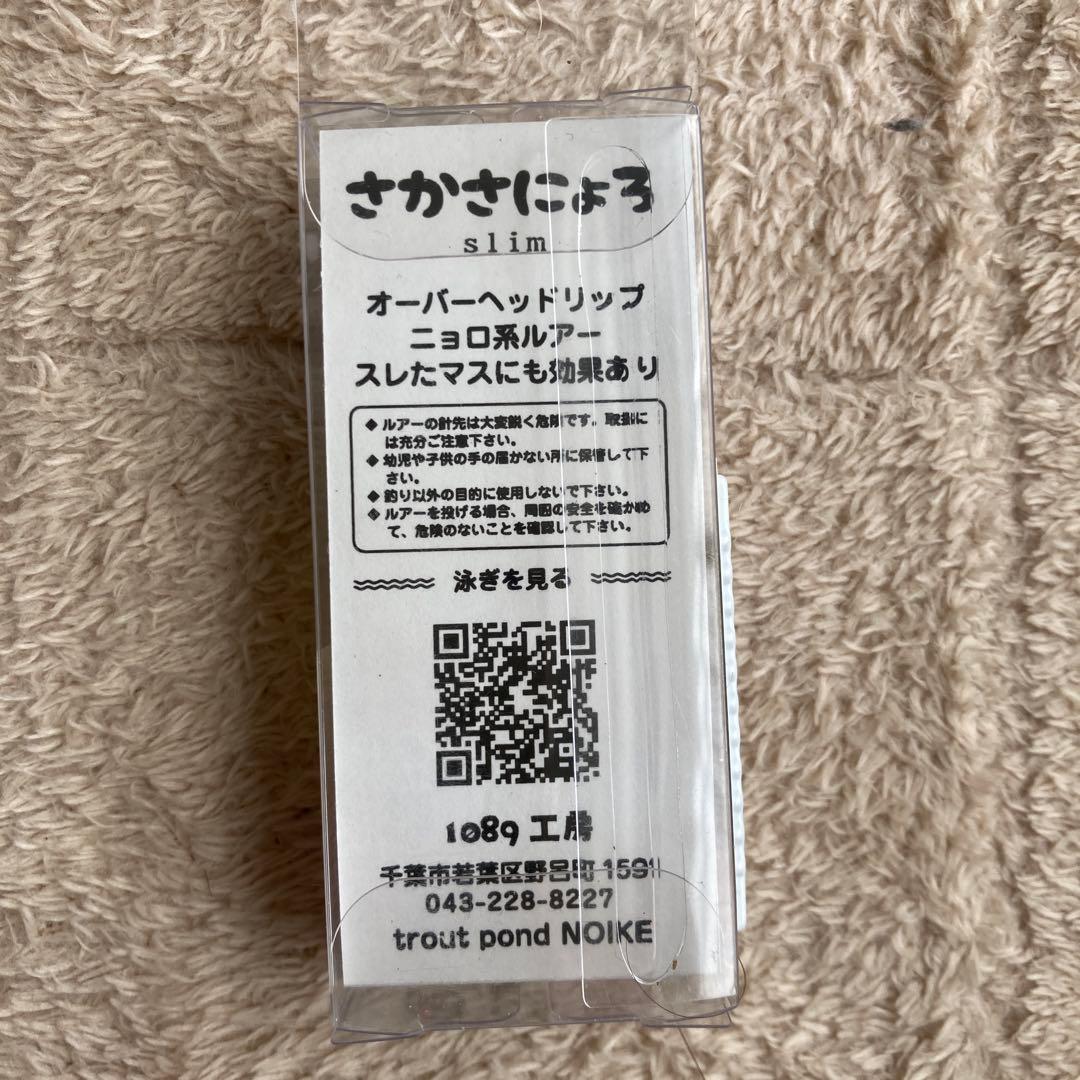 さかさにょろ
slim
オーバーヘッドリップ
ニョロ系ルアー
スレたマスにも効果あり
◆ ルアーの針先は大変鋭く危険です。取扱に
は充分ご注意下さい。
◆ 幼児や子供の手の届かない所に保管して下
さい。
◆ 釣り以外の目的に使用しないで下さい。
◆ ルアーを投げる場合、周囲の安全を確かめ
て、危険のないことを確認して下さい。
泳ぎを見る
1089 工房
千葉市若葉区野呂町 1591
043-228-8227
trout pond NOIKE